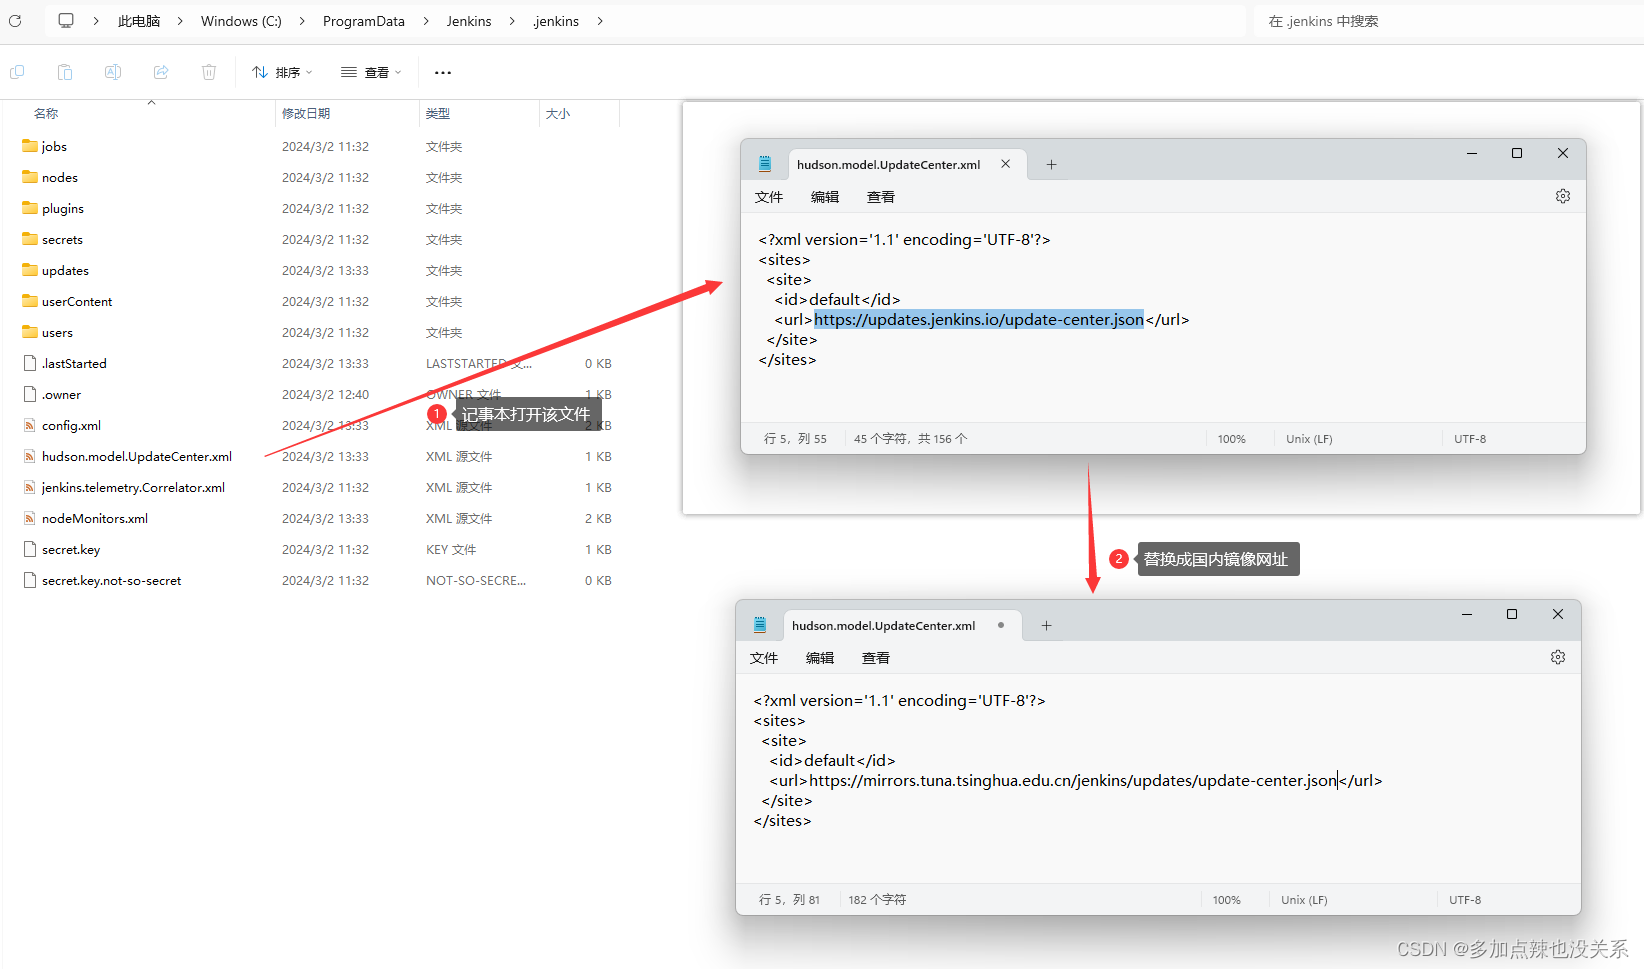 此电脑 Windows (C:) ProgramData Jenkins .jenkins
在 .jenkins 中搜索
排序 查看
名称 修改日期 类型 大小
jobs 2024/3/2 11:32 文件夹
nodes 2024/3/2 11:32 文件夹
plugins 2024/3/2 11:32 文件夹
secrets 2024/3/2 11:32 文件夹
updates 2024/3/2 13:33 文件夹
userContent 2024/3/2 11:32 文件夹
users 2024/3/2 11:32 文件夹
.lastStarted 2024/3/2 13:33 LASTSTARTED 文... 0 KB
.owner 2024/3/2 12:40 OWNER 文件 1 KB
config.xml 2024/3/2 13:33 XML 源文件 2 KB
hudson.model.UpdateCenter.xml 2024/3/2 13:33 XML 源文件 1 KB
jenkins.telemetry.Correlator.xml 2024/3/2 11:32 XML 源文件 1 KB
nodeMonitors.xml 2024/3/2 13:33 XML 源文件 2 KB
secret.key 2024/3/2 11:32 KEY 文件 1 KB
secret.key.not-so-secret 2024/3/2 11:32 NOT-SO-SECRE... 0 KB
1 记事本打开该文件
hudson.model.UpdateCenter.xml
文件 编辑 查看
<?xml version='1.1' encoding='UTF-8'?>
<sites>
<site>
<id>default</id>
<url>https://updates.jenkins.io/update-center.json</url>
</site>
</sites>
行 5，列 55 45 个字符，共 156 个 100% Unix (LF) UTF-8
2 替换成国内镜像网址
hudson.model.UpdateCenter.xml
文件 编辑 查看
<?xml version='1.1' encoding='UTF-8'?>
<sites>
<site>
<id>default</id>
<url>https://mirrors.tuna.tsinghua.edu.cn/jenkins/updates/update-center.json</url>
</site>
</sites>
行 5，列 81 182 个字符 100% Unix (LF) UTF-8
CSDN @多加点辣也没关系